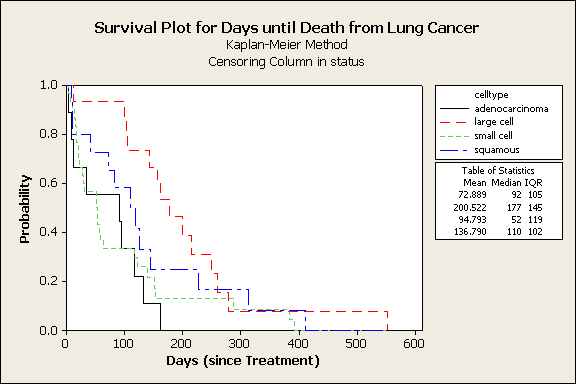 Survival Plot for Days until Death from Lung Cancer
Kaplan-Meier Method
Censoring Column in status
1.0
0.8
0.6
0.4
0.2
0.0
Probability
0 100 200 300 400 500 600
Days (since Treatment)
celltype
adenocarcinoma
large cell
small cell
squamous
Table of Statistics
Mean Median IQR
72.889 92 105
200.522 177 145
94.793 52 119
136.790 110 102